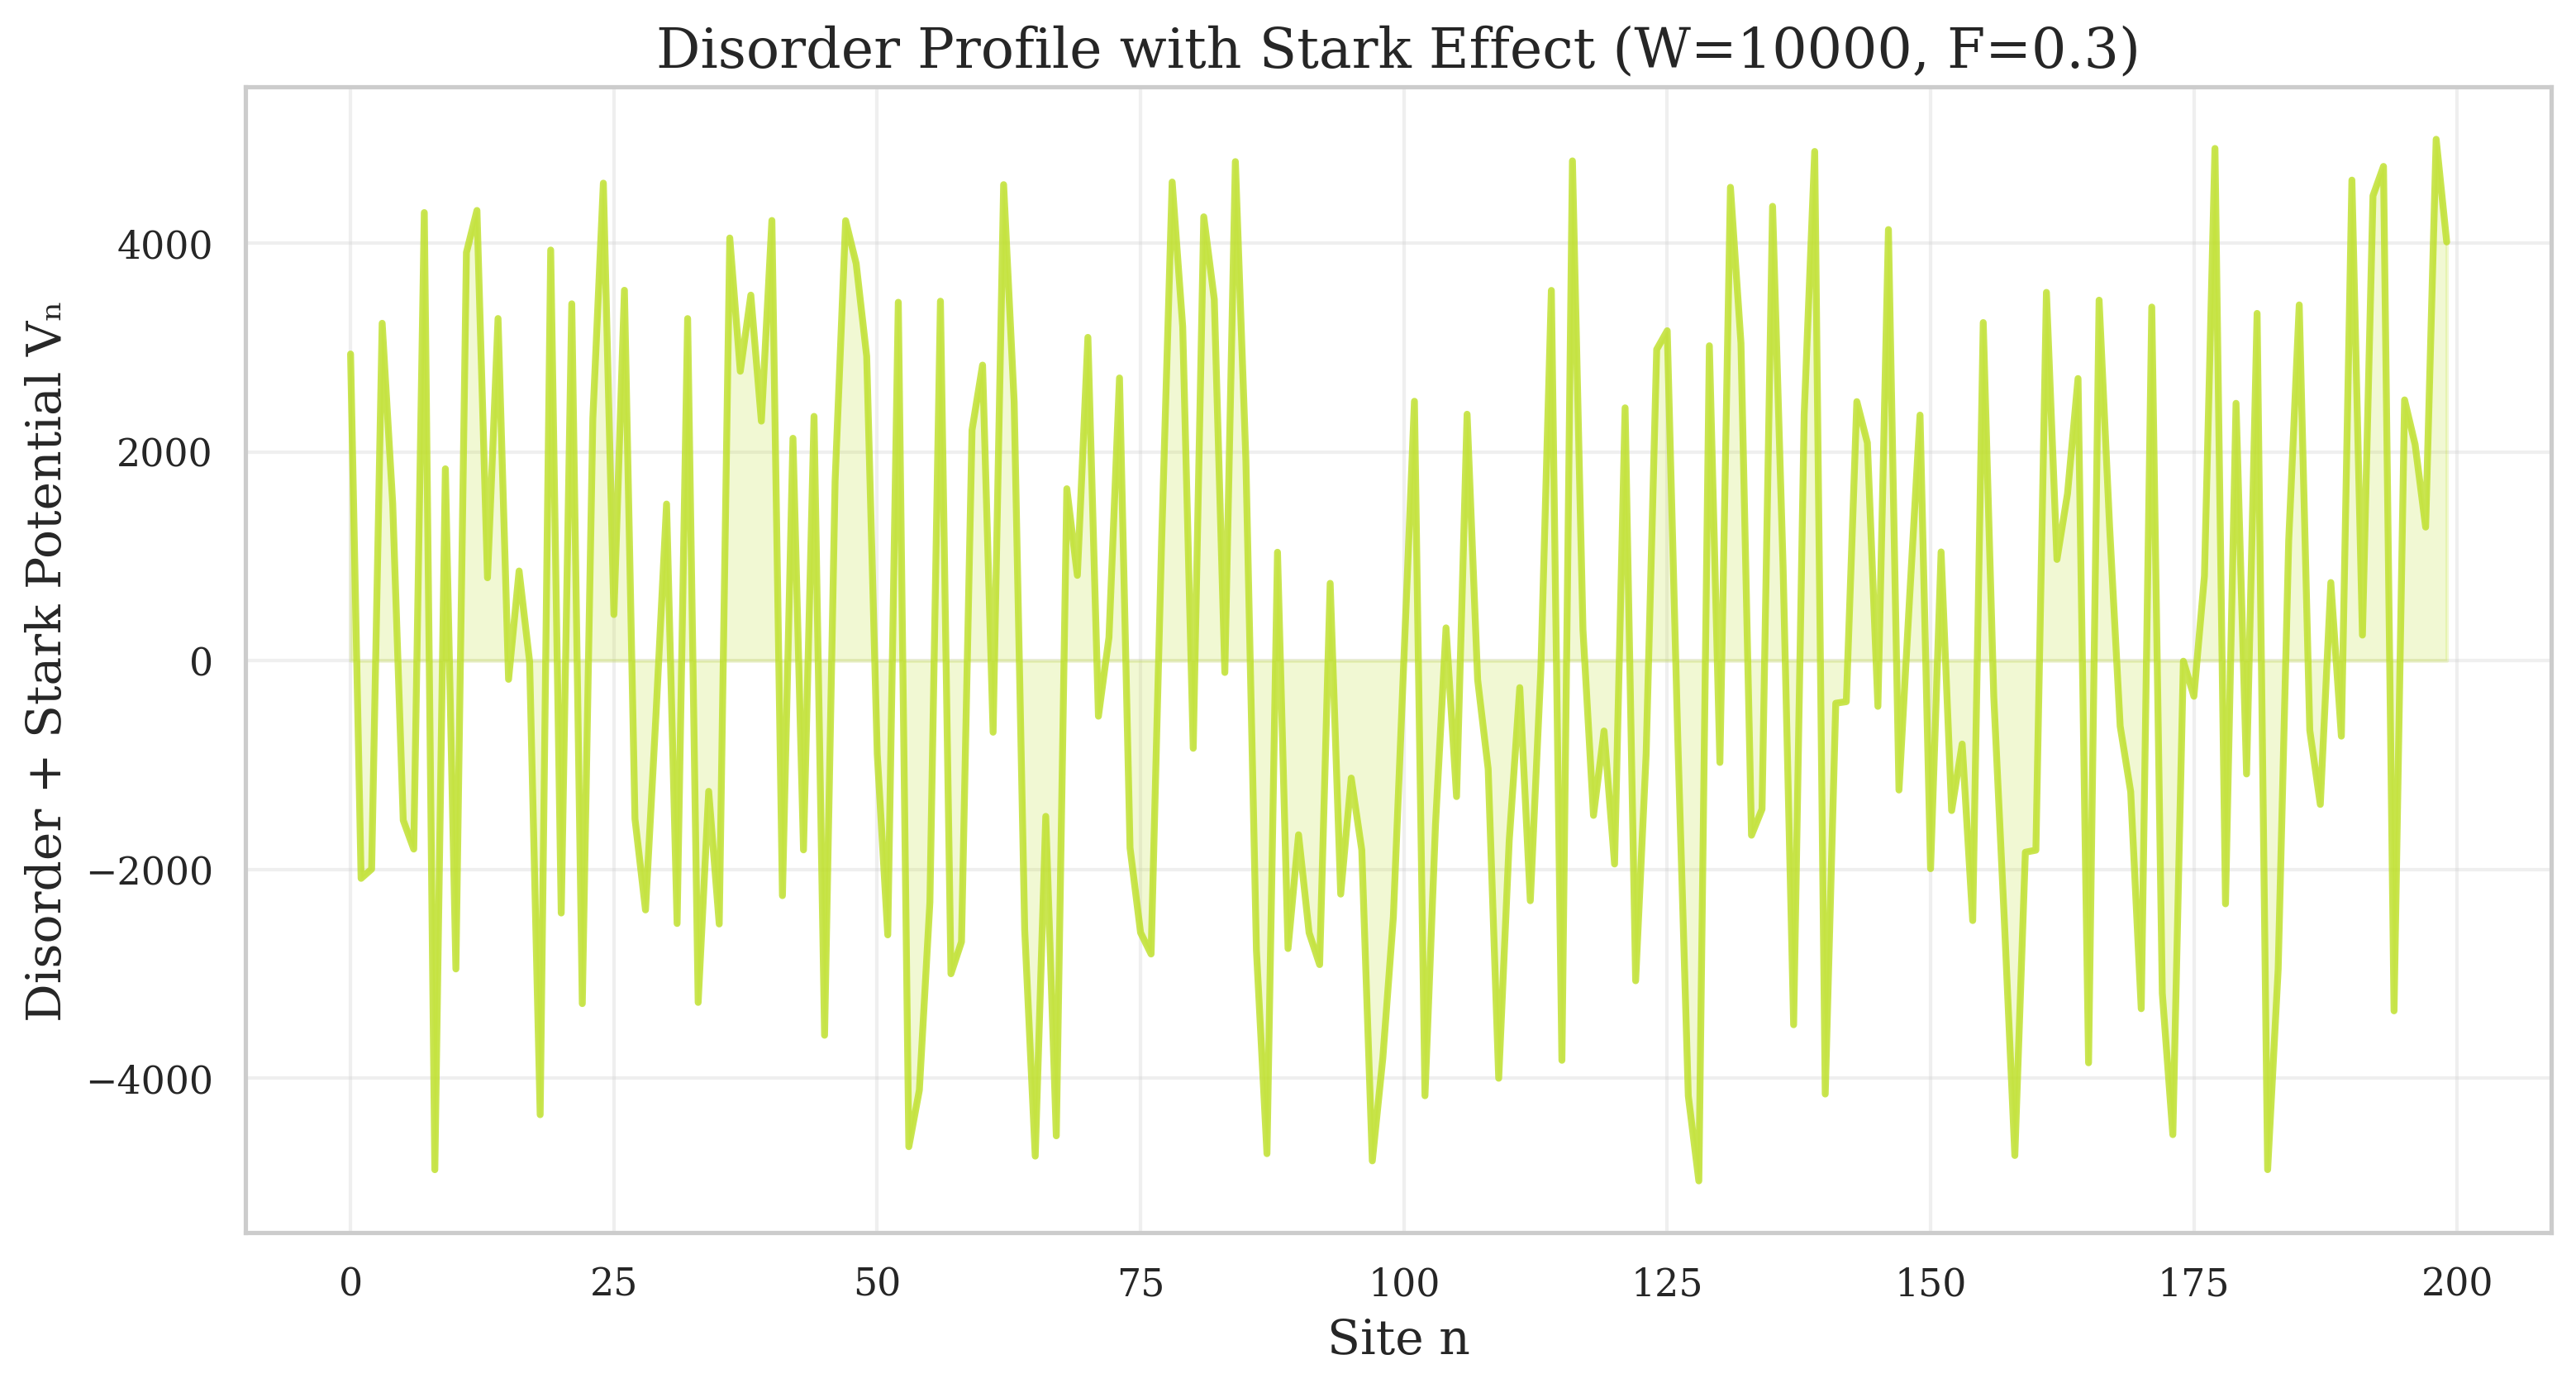 Disorder Profile with Stark Effect (W=10000, F=0.3)
Disorder + Stark Potential Vₙ
4000
2000
0
−2000
−4000
0 25 50 75 100 125 150 175 200
Site n